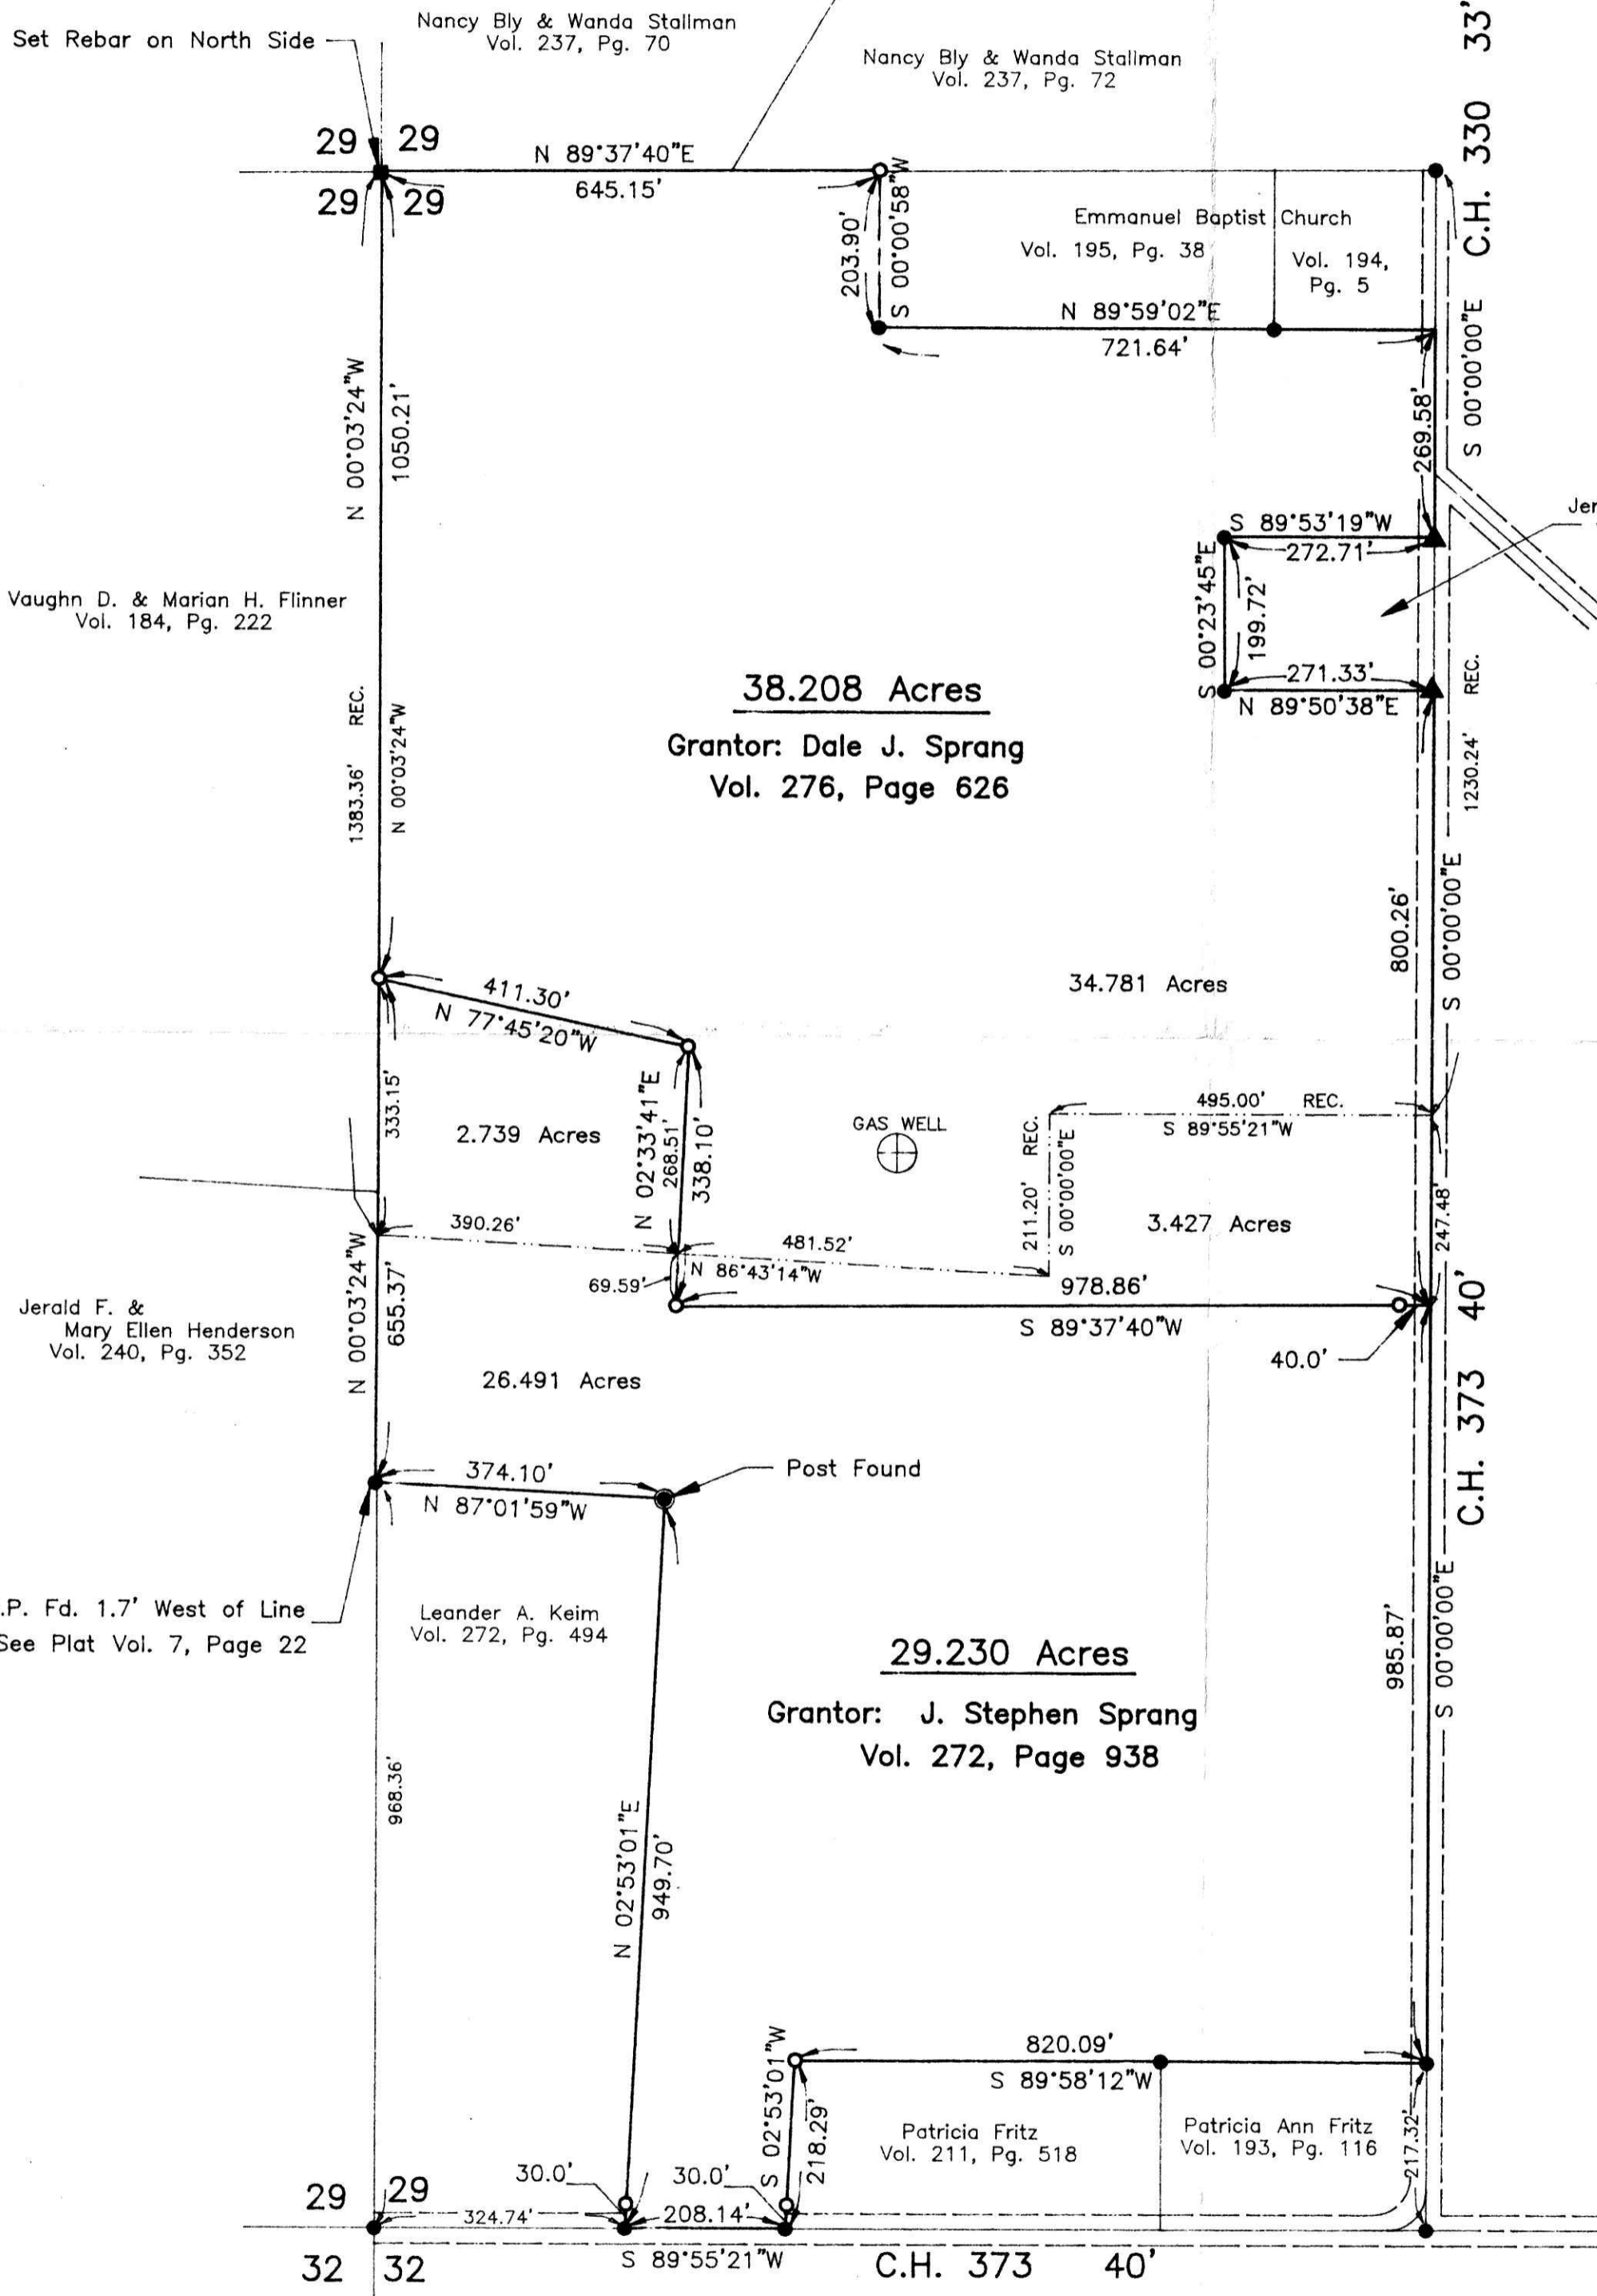 Nancy Bly & Wanda Stallman
Vol. 237, Pg. 70
Set Rebar on North Side
Nancy Bly & Wanda Stallman
Vol. 237, Pg. 72
C.H. 330 33'
29 29
29 29
N 89°37'40"E
645.15'
203.90'
S 00°00'58"W
Emmanuel Baptist Church
Vol. 195, Pg. 38
Vol. 194,
Pg. 5
N 89°59'02"E
721.64'
S 00°00'00"E
269.58'
N 00°03'24"W
1050.21'
S 89°53'19"W
272.71'
S 00°23'45"E
199.72'
271.33'
N 89°50'38"E
Jer
Vaughn D. & Marian H. Flinner
Vol. 184, Pg. 222
38.208 Acres
Grantor: Dale J. Sprang
Vol. 276, Page 626
1383.36' REC.
N 00°03'24"W
1230.24' REC.
800.26'
S 00°00'00"E
34.781 Acres
411.30'
N 77°45'20"W
333.15'
2.739 Acres
N 02°33'41"E
268.51'
338.10'
GAS WELL
495.00' REC.
S 89°55'21"W
211.20' REC.
S 00°00'00"E
3.427 Acres
247.48'
390.26'
481.52'
N 86°43'14"W
69.59'
978.86'
S 89°37'40"W
40.0'
N 00°03'24"W
655.37'
Jerald F. &
Mary Ellen Henderson
Vol. 240, Pg. 352
26.491 Acres
C.H. 373 40'
374.10'
N 87°01'59"W
Post Found
.P. Fd. 1.7' West of Line
See Plat Vol. 7, Page 22
Leander A. Keim
Vol. 272, Pg. 494
29.230 Acres
Grantor: J. Stephen Sprang
Vol. 272, Page 938
985.87'
S 00°00'00"E
968.36'
N 02°53'01"E
949.70'
820.09'
S 89°58'12"W
S 02°53'01"W
218.29'
Patricia Fritz
Vol. 211, Pg. 518
Patricia Ann Fritz
Vol. 193, Pg. 116
217.32'
30.0'
30.0'
29 29
324.74'
208.14'
32 32
S 89°55'21"W
C.H. 373 40'